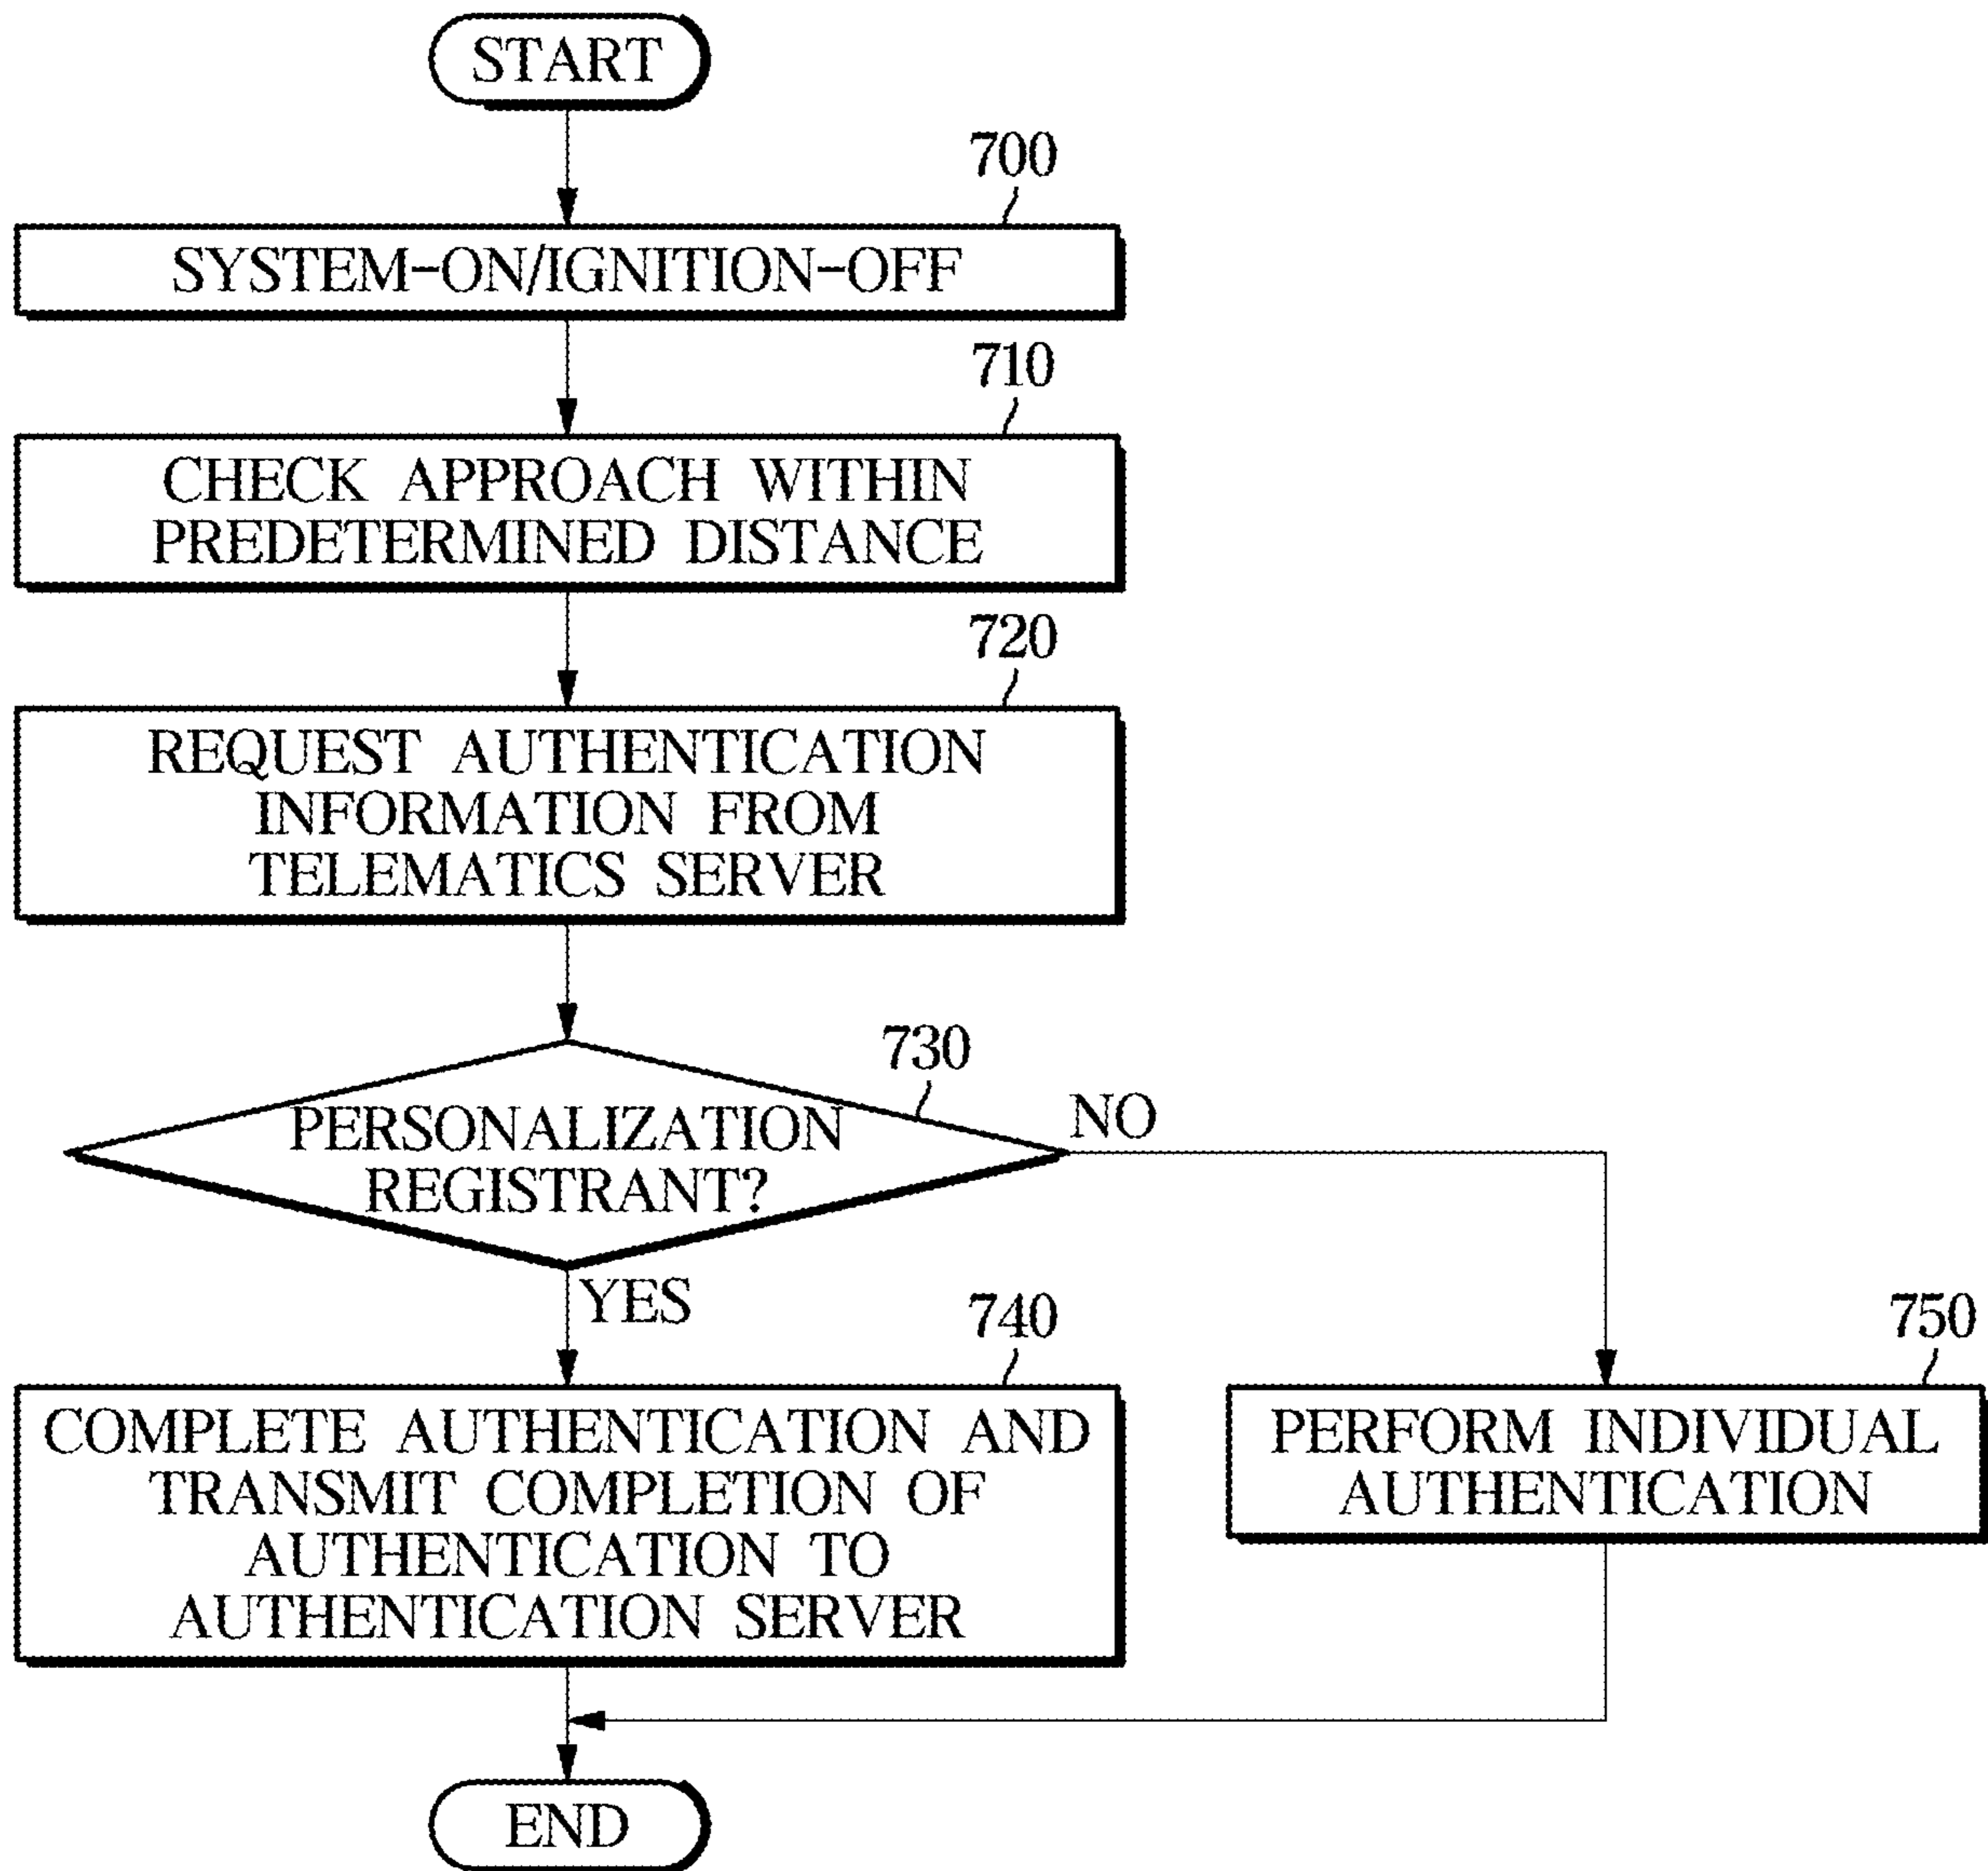 START
700
SYSTEM-ON/IGNITION-OFF
710
CHECK APPROACH WITHIN
PREDETERMINED DISTANCE
720
REQUEST AUTHENTICATION
INFORMATION FROM
TELEMATICS SERVER
730
PERSONALIZATION
REGISTRANT?
NO
YES
740
COMPLETE AUTHENTICATION AND
TRANSMIT COMPLETION OF
AUTHENTICATION TO
AUTHENTICATION SERVER
750
PERFORM INDIVIDUAL
AUTHENTICATION
END